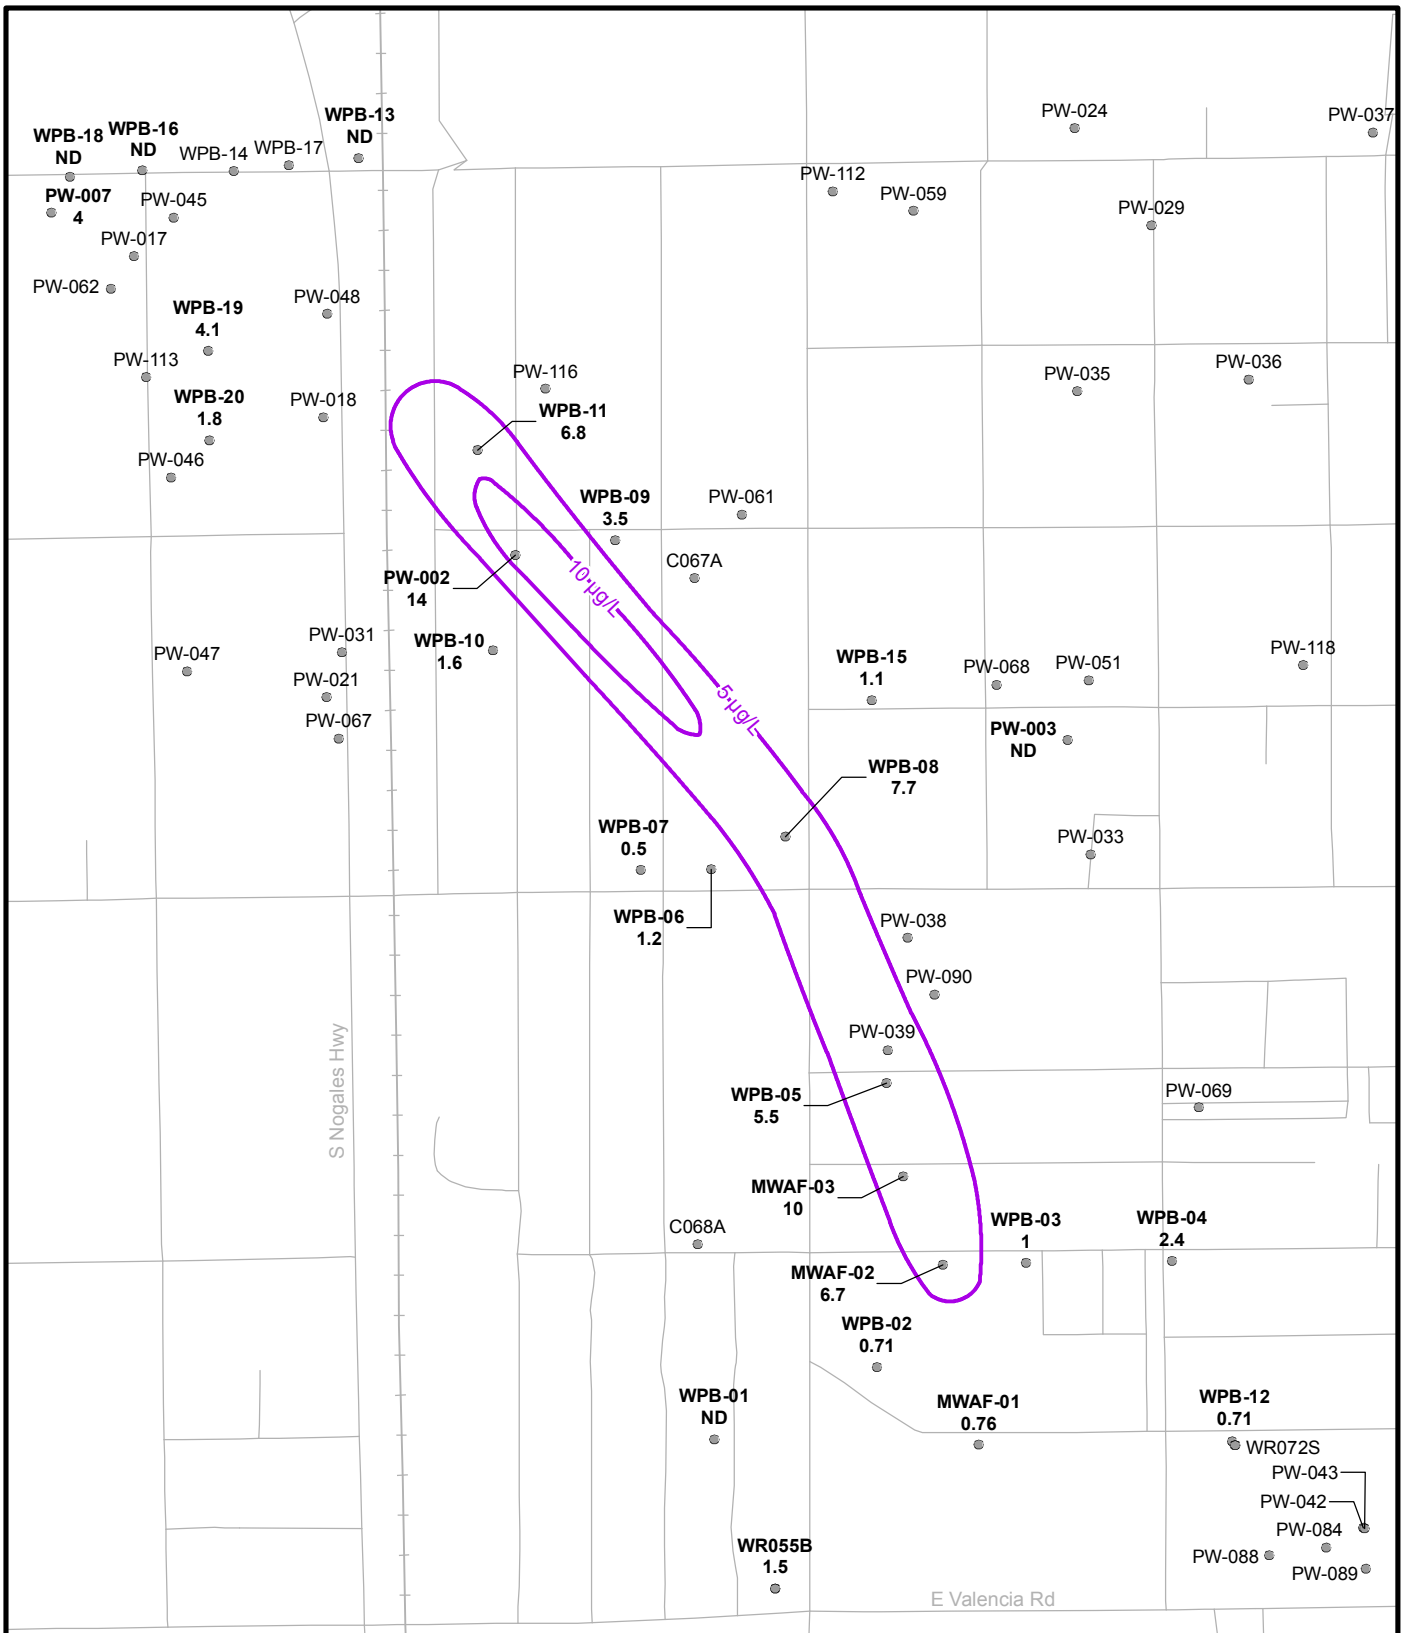 PW-024
PW-037
WPB-13
ND
WPB-16
ND
WPB-18
ND
WPB-14
WPB-17
PW-112
PW-059
PW-007
4
PW-045
PW-029
PW-017
PW-062
PW-048
WPB-19
4.1
PW-113
PW-116
PW-035
PW-036
WPB-20
1.8
PW-018
WPB-11
6.8
PW-046
WPB-09
3.5
PW-061
C067A
PW-002
14
10 µg/L
PW-031
WPB-10
1.6
PW-047
PW-021
PW-067
5 µg/L
WPB-15
1.1
PW-068
PW-051
PW-118
PW-003
ND
WPB-08
7.7
WPB-07
0.5
PW-033
WPB-06
1.2
PW-038
PW-090
PW-039
S Nogales Hwy
WPB-05
5.5
PW-069
MWAF-03
10
C068A
WPB-03
1
WPB-04
2.4
MWAF-02
6.7
WPB-02
0.71
WPB-01
ND
MWAF-01
0.76
WPB-12
0.71
WR072S
PW-043
PW-042
PW-084
PW-088
PW-089
WR055B
1.5
E Valencia Rd